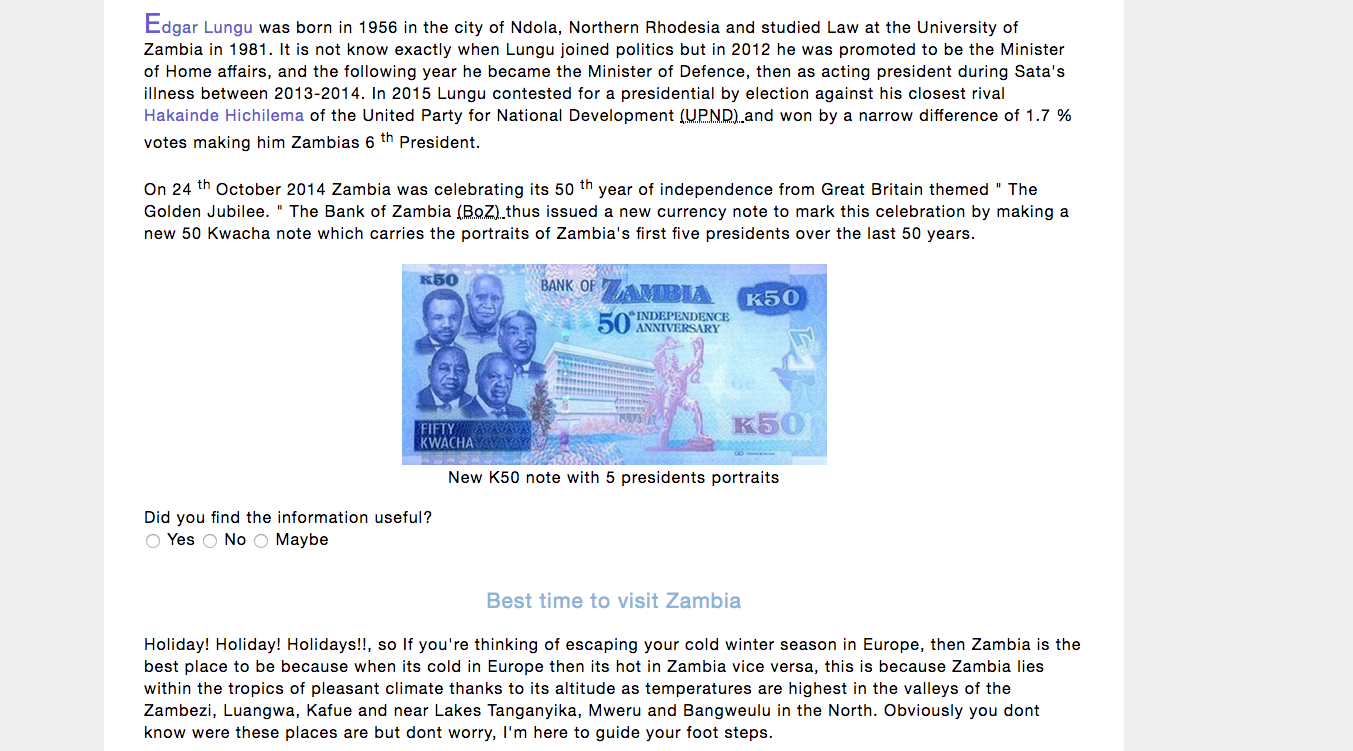 Edgar Lungu was born in 1956 in the city of Ndola, Northern Rhodesia and studied Law at the University of
Zambia in 1981. It is not know exactly when Lungu joined politics but in 2012 he was promoted to be the Minister
of Home affairs, and the following year he became the Minister of Defence, then as acting president during Sata's
illness between 2013-2014. In 2015 Lungu contested for a presidential by election against his closest rival
Hakainde Hichilema of the United Party for National Development (UPND) and won by a narrow difference of 1.7 %
votes making him Zambias 6 th President.
On 24 th October 2014 Zambia was celebrating its 50 th year of independence from Great Britain themed " The
Golden Jubilee. " The Bank of Zambia (BoZ) thus issued a new currency note to mark this celebration by making a
new 50 Kwacha note which carries the portraits of Zambia's first five presidents over the last 50 years.
K50
BANK OF ZAMBIA
K50
50th INDEPENDENCE
ANNIVERSARY
K50
FIFTY
KWACHA
New K50 note with 5 presidents portraits
Did you find the information useful?
Yes No Maybe
Best time to visit Zambia
Holiday! Holiday! Holidays!!, so If you're thinking of escaping your cold winter season in Europe, then Zambia is the
best place to be because when its cold in Europe then its hot in Zambia vice versa, this is because Zambia lies
within the tropics of pleasant climate thanks to its altitude as temperatures are highest in the valleys of the
Zambezi, Luangwa, Kafue and near Lakes Tanganyika, Mweru and Bangweulu in the North. Obviously you dont
know were these places are but dont worry, I'm here to guide your foot steps.